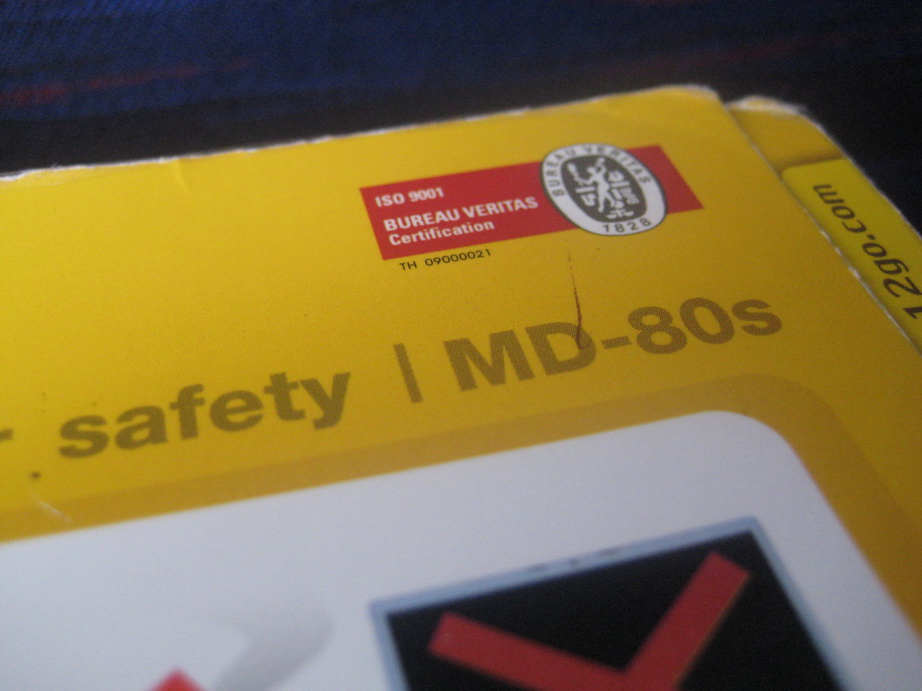 ISO 9001
BUREAU VERITAS
Certification
BUREAU VERITAS
1828
TH 09000021
safety | MD-80s
12go.com